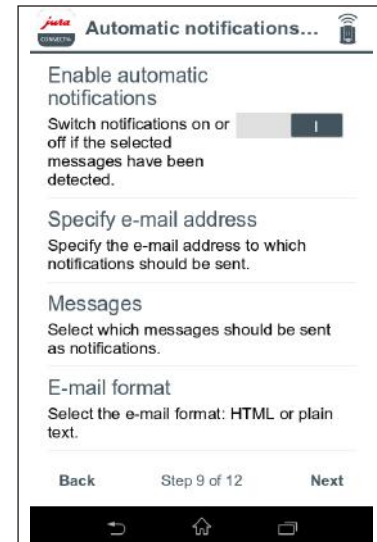 jura
Automatic notifications...
Enable automatic
notifications
Switch notifications on or
off if the selected
messages have been
detected.
Specify e-mail address
Specify the e-mail address to which
notifications should be sent.
Messages
Select which messages should be sent
as notifications.
E-mail format
Select the e-mail format: HTML or plain
text.
Back Step 9 of 12 Next